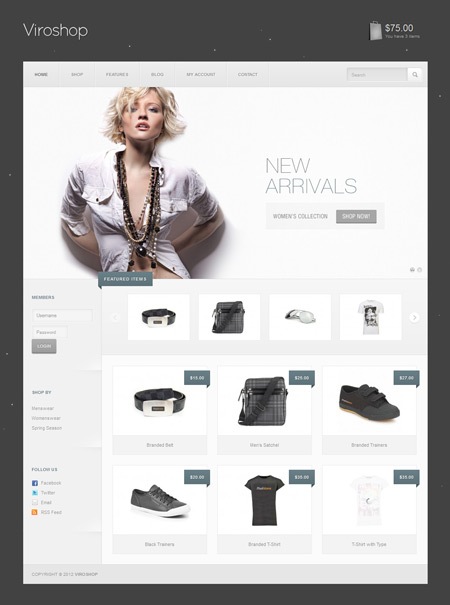 Viroshop
$75.00
You have 3 items
HOME SHOP FEATURES BLOG MY ACCOUNT CONTACT
Search
NEW
ARRIVALS
WOMEN'S COLLECTION SHOP NOW!
FEATURED ITEMS
MEMBERS
Username
Password
LOGIN
SHOP BY
Menswear
Womenswear
Spring Season
FOLLOW US
Facebook
Twitter
Email
RSS Feed
$15.00
Branded Belt
$25.00
Men's Satchel
$27.00
Branded Trainers
$20.00
Black Trainers
$30.00
Branded T-Shirt
$35.00
T-Shirt with Type
COPYRIGHT © 2012 VIROSHOP